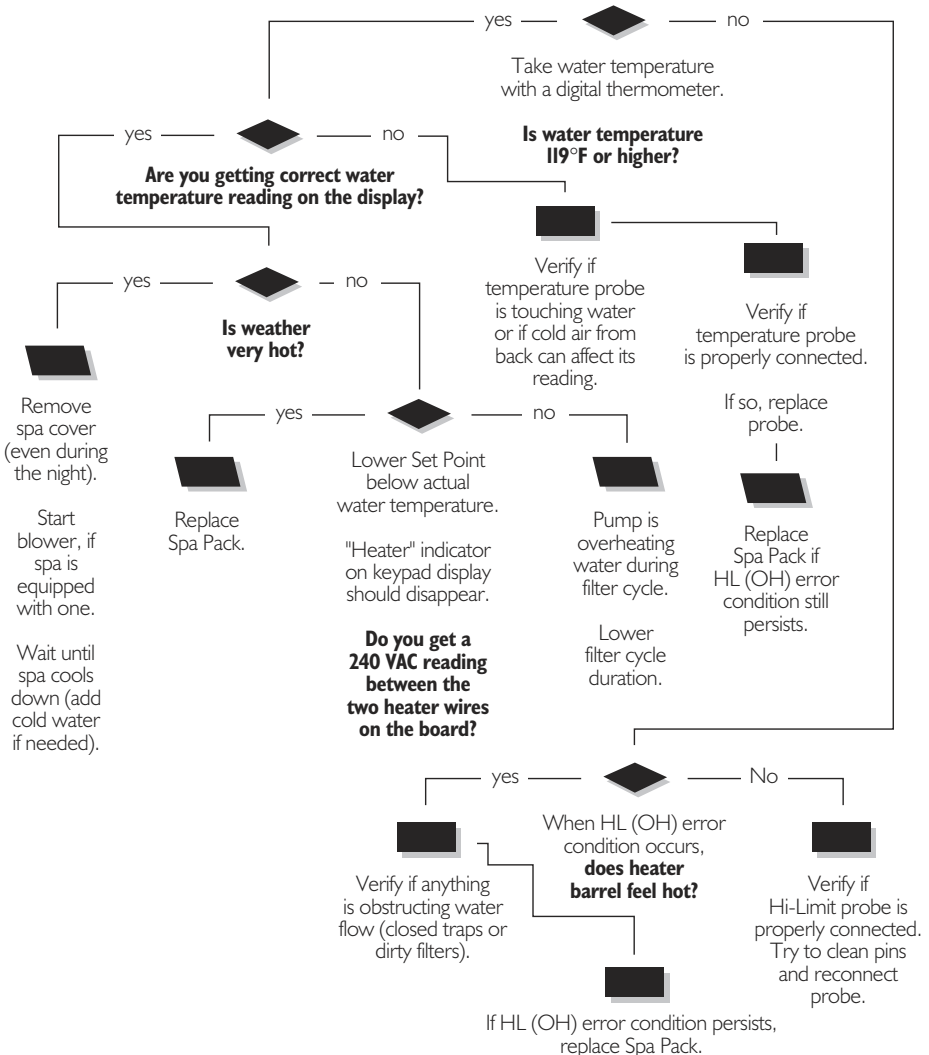 yes
no
Take water temperature
with a digital thermometer.
Is water temperature
119°F or higher?
yes
no
Are you getting correct water
temperature reading on the display?
Verify if
temperature probe
is touching water
or if cold air from
back can affect its
reading.
Verify if
temperature probe
is properly connected.
If so, replace
probe.
Replace
Spa Pack if
HL (OH) error
condition still
persists.
yes
no
Is weather
very hot?
Remove
spa cover
(even during
the night).
Start
blower, if
spa is
equipped
with one.
Wait until
spa cools
down (add
cold water
if needed).
yes
no
Replace
Spa Pack.
Lower Set Point
below actual
water temperature.
"Heater" indicator
on keypad display
should disappear.
Do you get a
240 VAC reading
between the
two heater wires
on the board?
Pump is
overheating
water during
filter cycle.
Lower
filter cycle
duration.
yes
No
When HL (OH) error
condition occurs,
does heater
barrel feel hot?
Verify if anything
is obstructing water
flow (closed traps or
dirty filters).
Verify if
Hi-Limit probe is
properly connected.
Try to clean pins
and reconnect
probe.
If HL (OH) error condition persists,
replace Spa Pack.